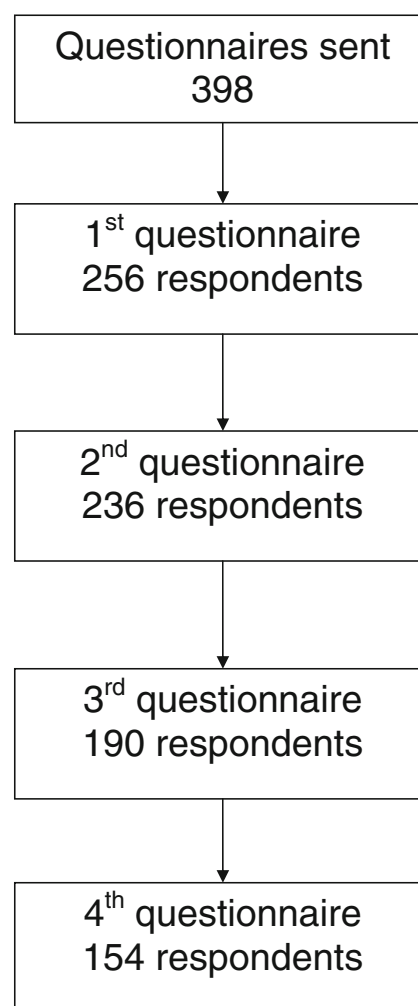 Questionnaires sent
398
1st questionnaire
256 respondents
2nd questionnaire
236 respondents
3rd questionnaire
190 respondents
4th questionnaire
154 respondents